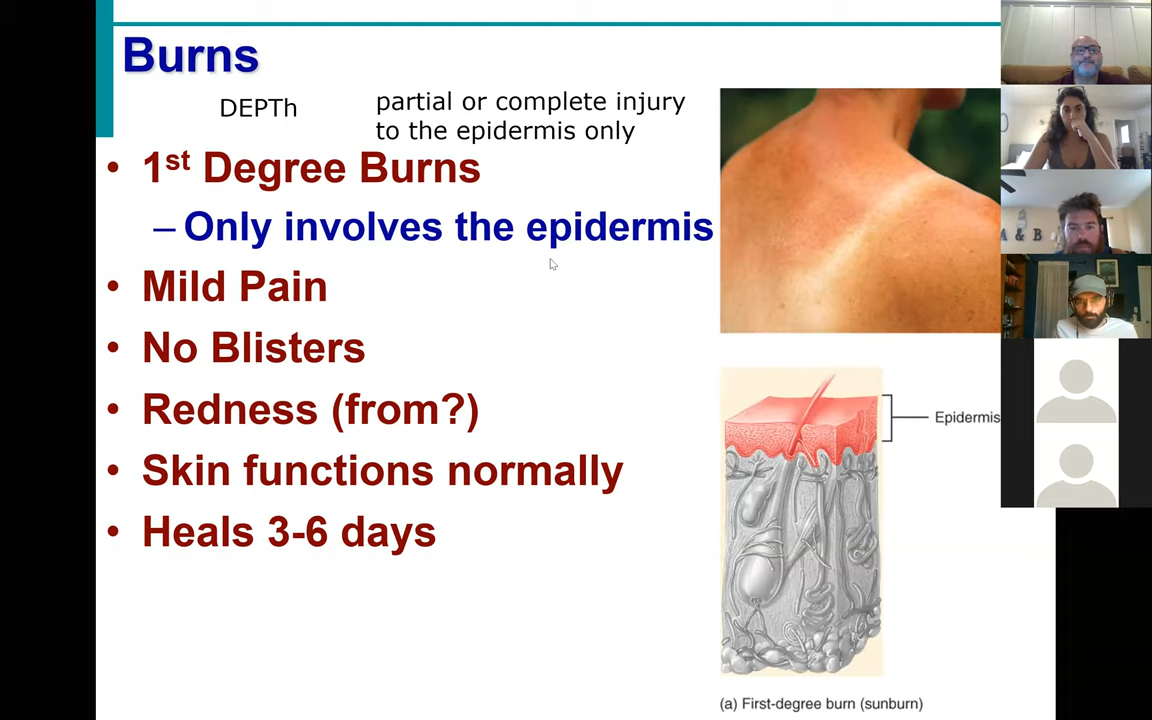 Burns
DEPTh
partial or complete injury
to the epidermis only
• 1st Degree Burns
– Only involves the epidermis
• Mild Pain
• No Blisters
• Redness (from?)
• Skin functions normally
• Heals 3-6 days
A & B
Epidermis
(a) First-degree burn (sunburn)